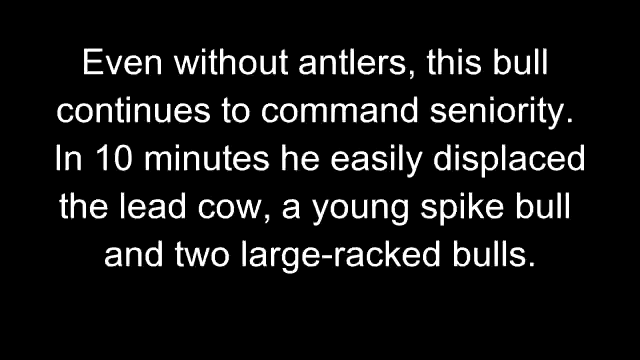 Even without antlers, this bull
continues to command seniority.
In 10 minutes he easily displaced
the lead cow, a young spike bull
and two large-racked bulls.